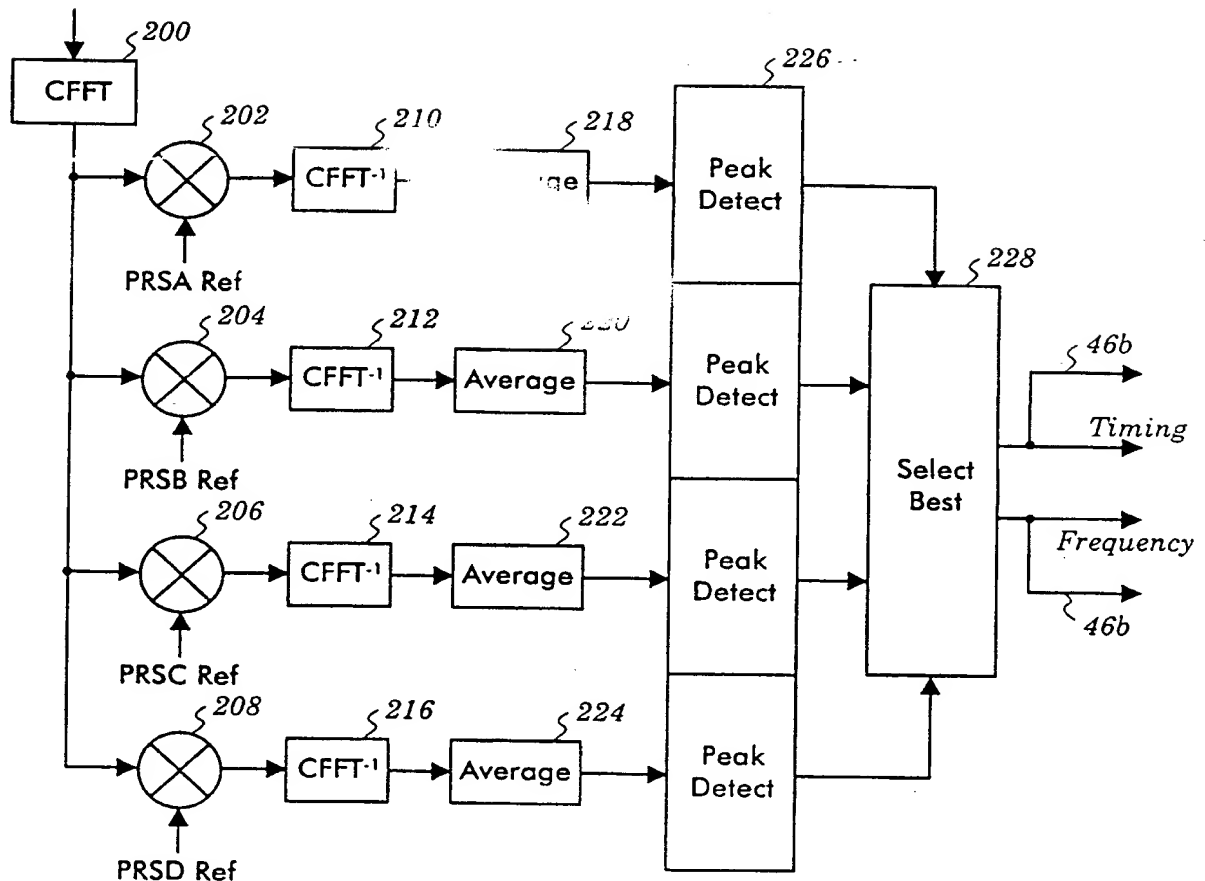 200
CFFT
226
202
210
218
CFFT-1
Peak
Detect
PRSA Ref
228
204
212
CFFT-1
Average
Peak
Detect
46b
Timing
PRSB Ref
Select
Best
206
214
222
Frequency
CFFT-1
Average
Peak
Detect
46b
PRSC Ref
208
216
224
CFFT-1
Average
Peak
Detect
PRSD Ref